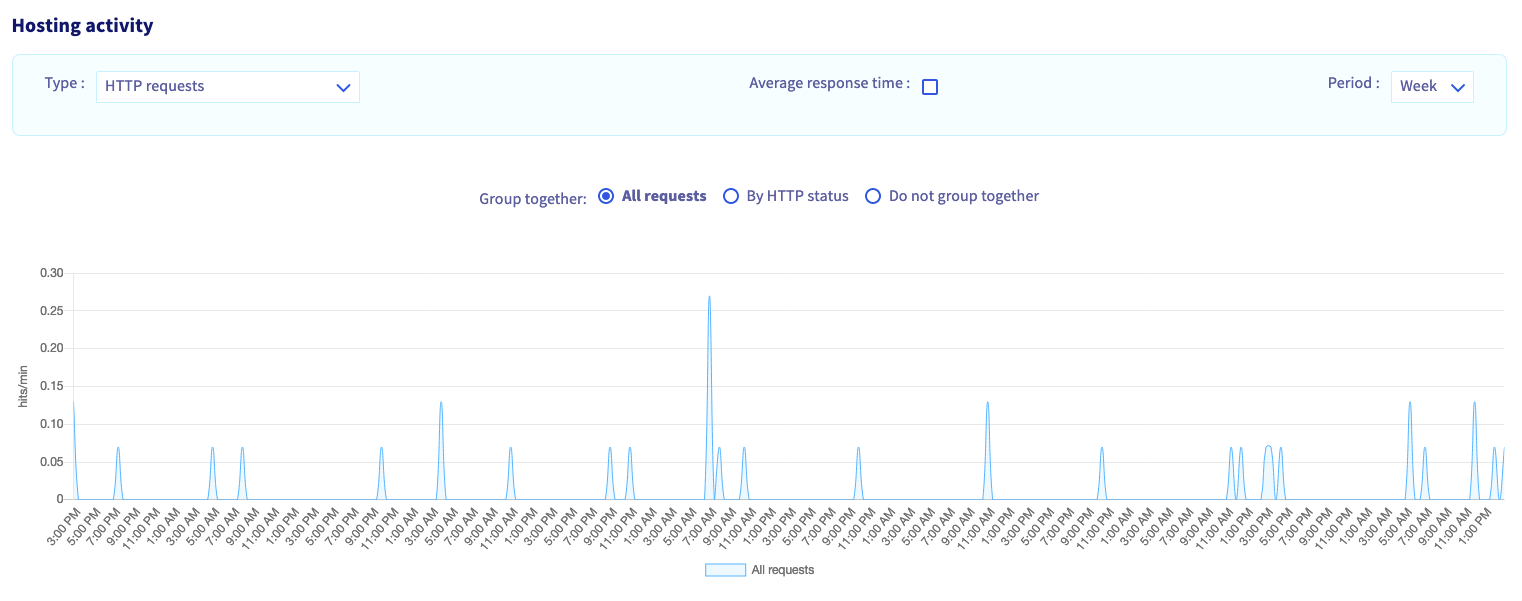 Hosting activity
Type : HTTP requests Average response time : Period : Week
Group together: All requests By HTTP status Do not group together
hits/min
0.30
0.25
0.20
0.15
0.10
0.05
0
3:00 PM 5:00 PM 7:00 PM 9:00 PM 11:00 PM 1:00 AM 3:00 AM 5:00 AM 7:00 AM 9:00 AM 11:00 AM 1:00 PM 3:00 PM 5:00 PM 7:00 PM 9:00 PM 11:00 PM 1:00 AM 3:00 AM 5:00 AM 7:00 AM 9:00 AM 11:00 AM 1:00 PM 3:00 PM 5:00 PM 7:00 PM 9:00 PM 11:00 PM 1:00 AM 3:00 AM 5:00 AM 7:00 AM 9:00 AM 11:00 AM 1:00 PM 3:00 PM 5:00 PM 7:00 PM 9:00 PM 11:00 PM 1:00 AM 3:00 AM 5:00 AM 7:00 AM 9:00 AM 11:00 AM 1:00 PM 3:00 PM 5:00 PM 7:00 PM 9:00 PM 11:00 PM 1:00 AM 3:00 AM 5:00 AM 7:00 AM 9:00 AM 11:00 AM 1:00 PM 3:00 PM 5:00 PM 7:00 PM 9:00 PM 11:00 PM 1:00 AM 3:00 AM 5:00 AM 7:00 AM 9:00 AM 11:00 AM 1:00 PM
All requests